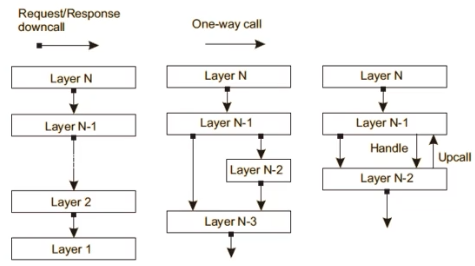 Request/Response
downcall
One-way call
Layer N
Layer N-1
Layer 2
Layer 1
Layer N
Layer N-1
Layer N-2
Layer N-3
Layer N
Layer N-1
Handle
Upcall
Layer N-2